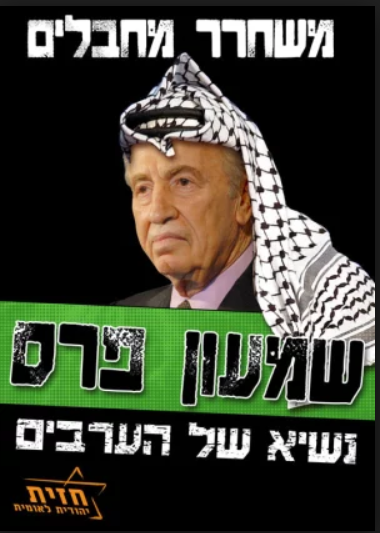 משחרר מחבלים
שמעון פרס
נשיא של הערבים
חזית
יהודית לאומית